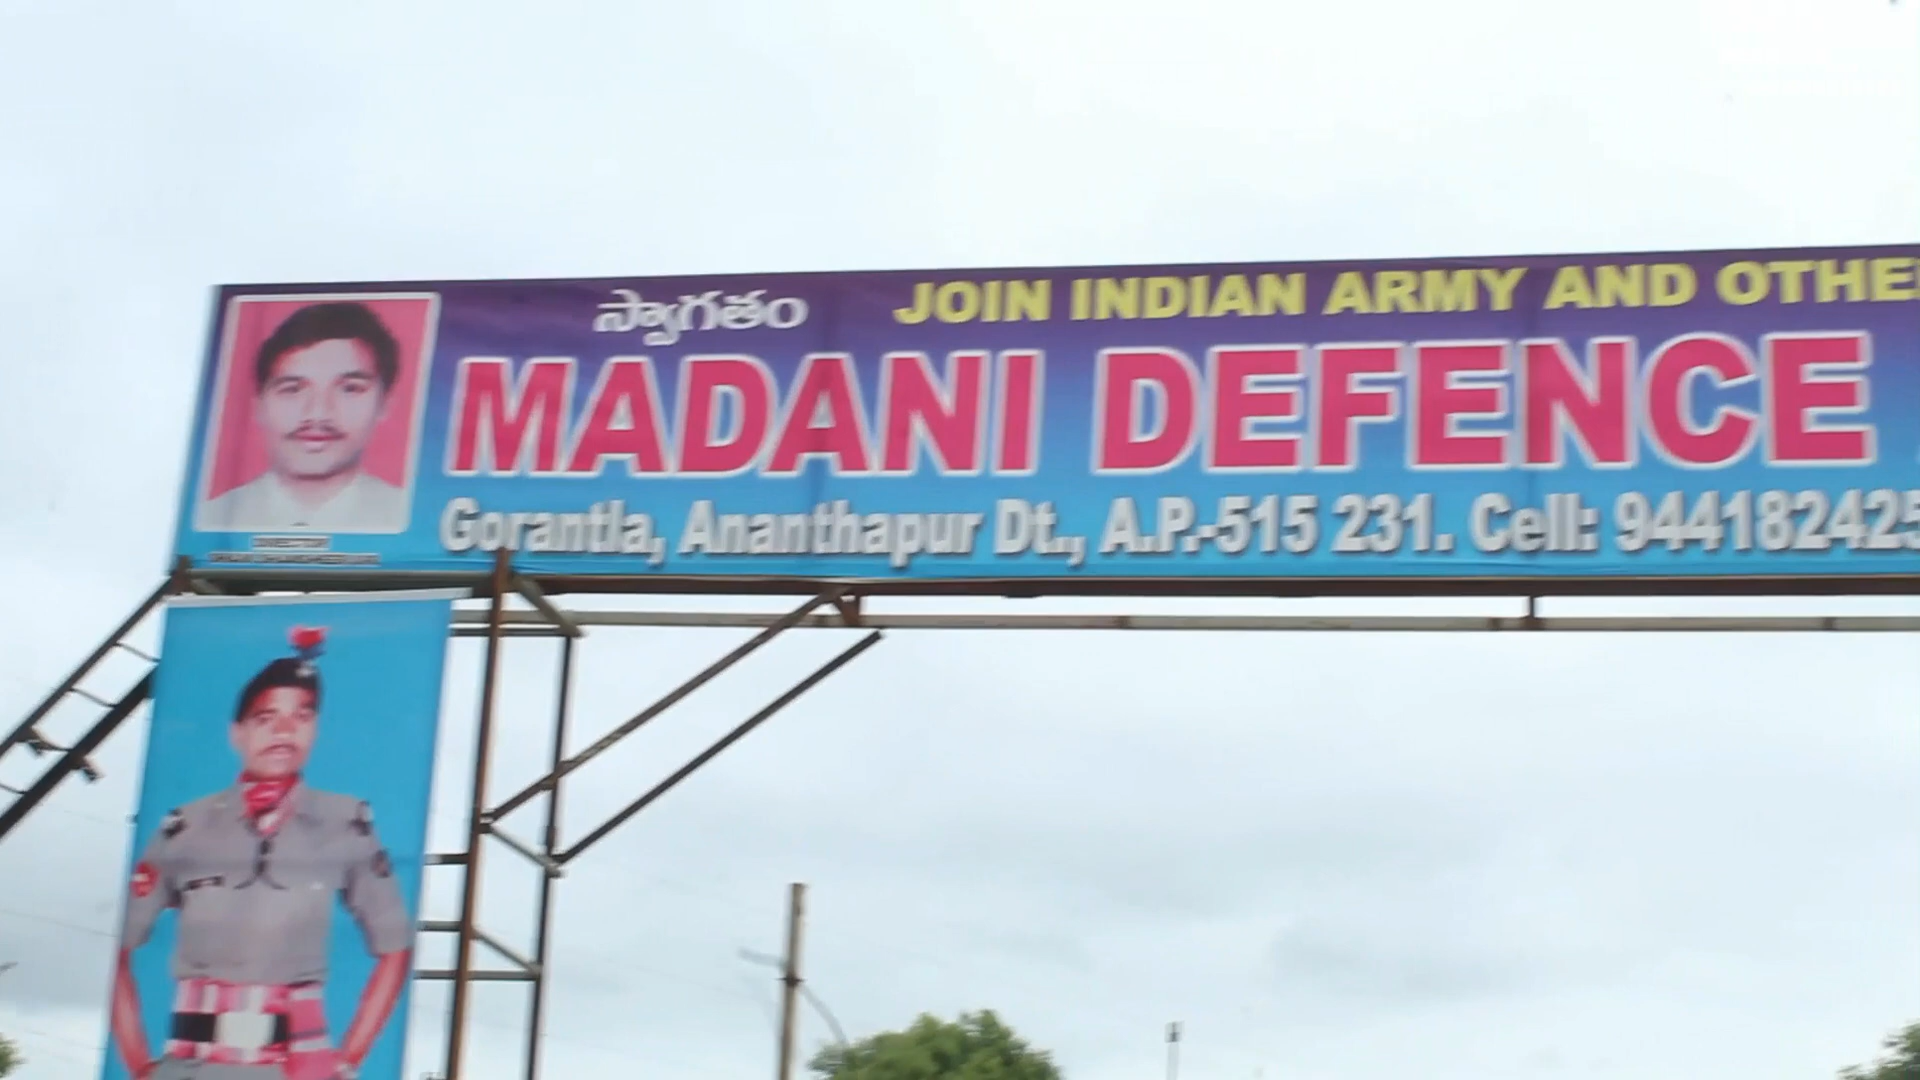 స్వాగతం
JOIN INDIAN ARMY AND OTHE
MADANI DEFENCE
Gorantla, Ananthapur Dt., A.P.-515 231. Cell: 944182425